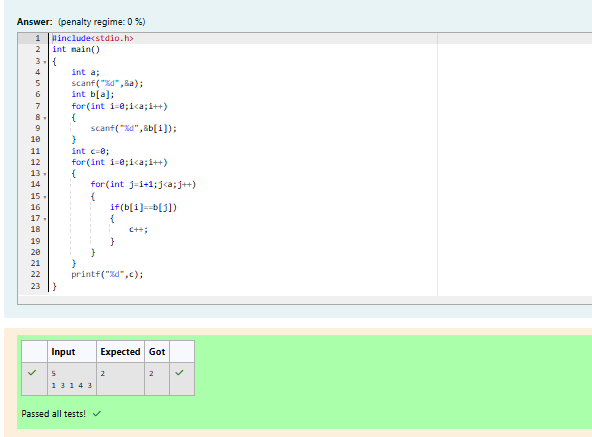 Answer: (penalty regime: 0 %)
1 #include<stdio.h>
2 int main()
3 {
4 int a;
5 scanf("%d",&a);
6 int b[a];
7 for(int i=0;i<a;i++)
8 {
9 scanf("%d",&b[i]);
10 }
11 int c=0;
12 for(int i=0;i<a;i++)
13 {
14 for(int j=i+1;j<a;j++)
15 {
16 if(b[i]==b[j])
17 {
18 c++;
19 }
20 }
21 }
22 printf("%d",c);
23 }
Input Expected Got
5 2 2
1 3 1 4 3
Passed all tests!